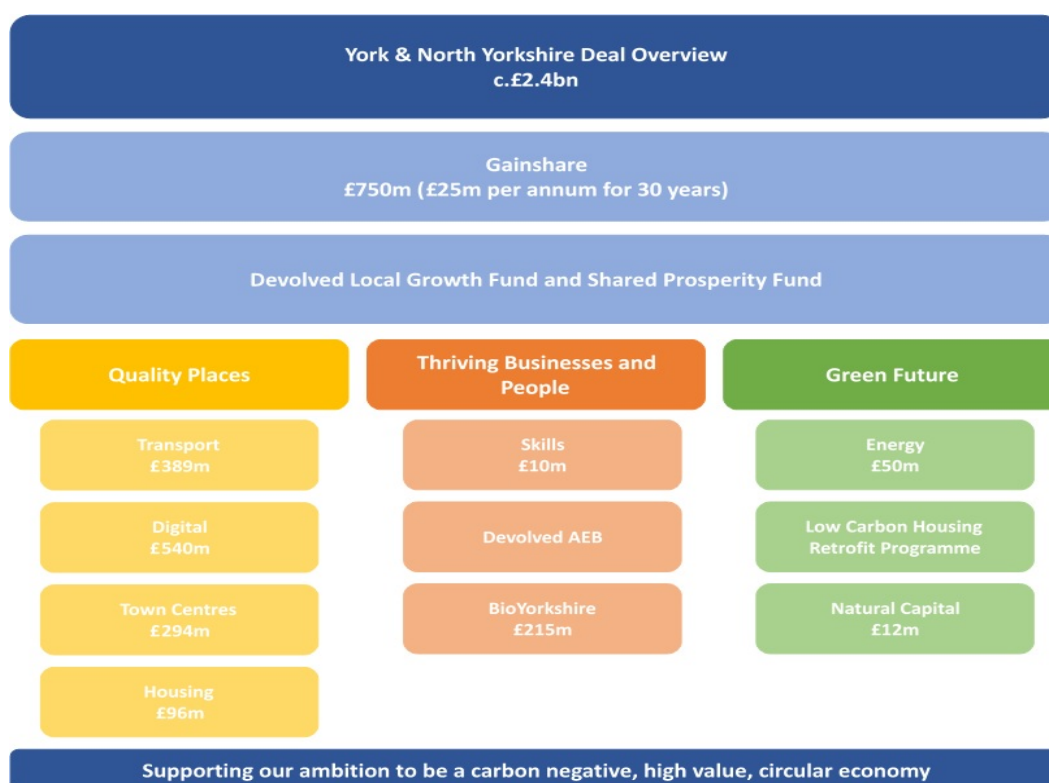 York & North Yorkshire Deal Overview
c.£2.4bn
Gainshare
£750m (£25m per annum for 30 years)
Devolved Local Growth Fund and Shared Prosperity Fund
Quality Places
Thriving Businesses and
People
Green Future
Transport
£389m
Skills
£10m
Energy
£50m
Digital
£540m
Devolved AEB
Low Carbon Housing
Retrofit Programme
Town Centres
£294m
BioYorkshire
£215m
Natural Capital
£12m
Housing
£96m
Supporting our ambition to be a carbon negative, high value, circular economy